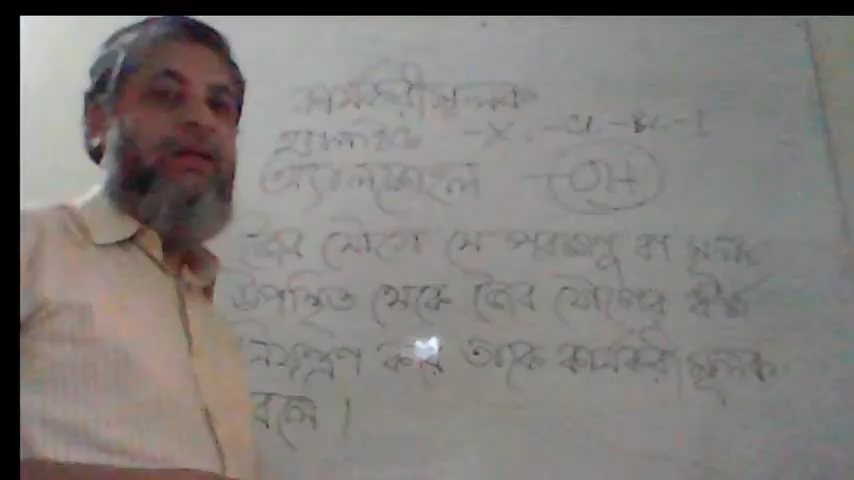 কার্যকরী মূলক
হ্যালাইড -X, -Cl -Br, -I
অ্যালকোহল -OH
জৈব যৌগে যে পরমাণু বা মূলক
উপস্থিত থেকে জৈব যৌগের ধর্ম
নিয়ন্ত্রণ করে তাকে কার্যকরী মূলক
বলে।